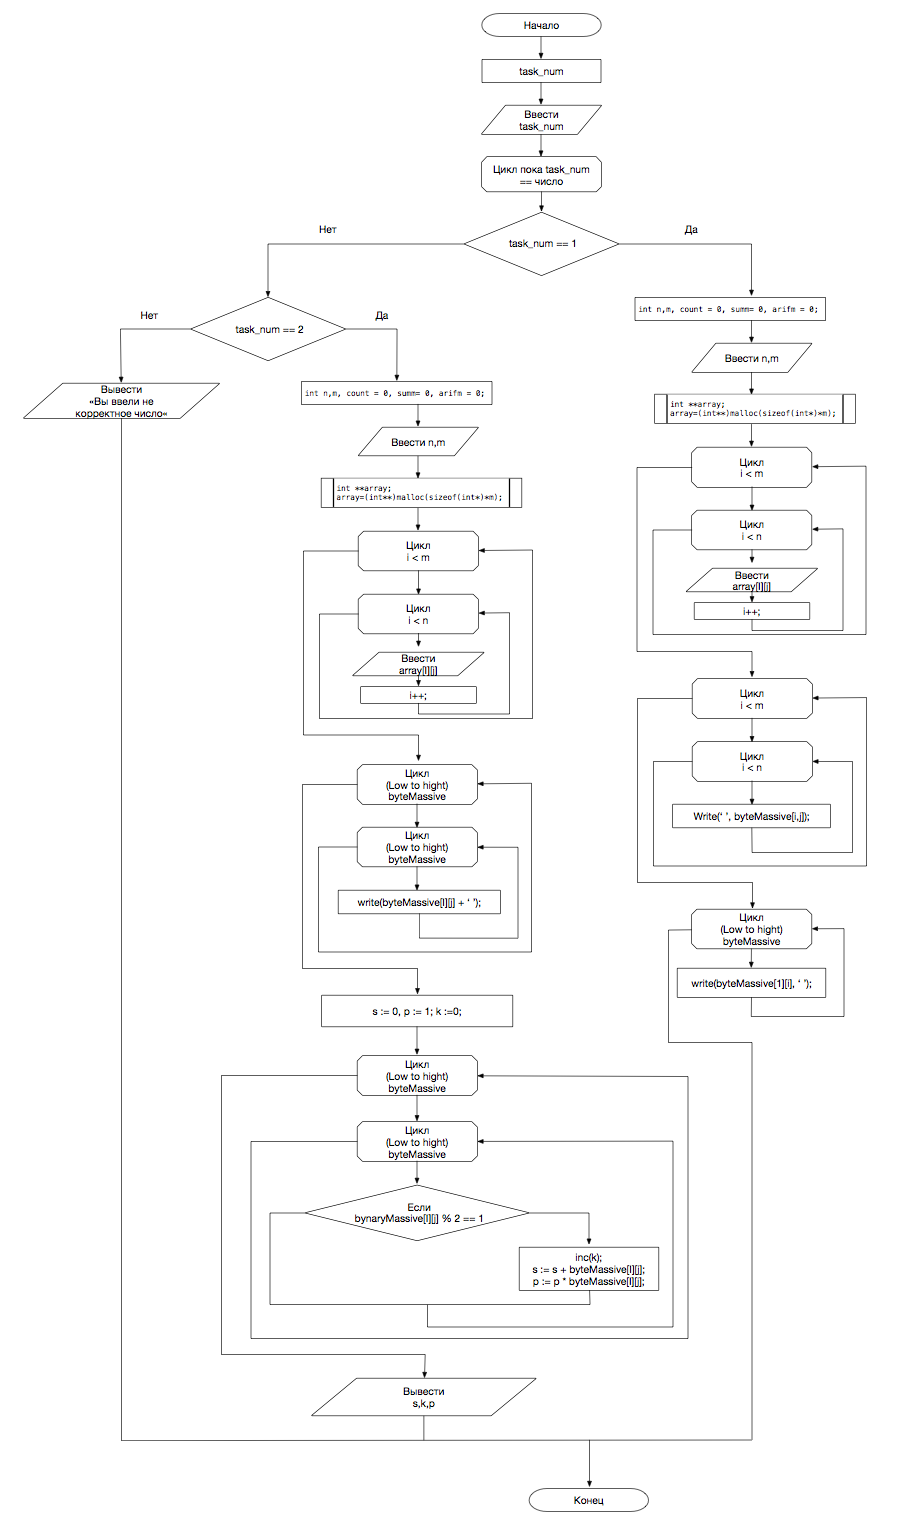 Начало
task_num
Ввести
task_num
Цикл пока task_num
== число
task_num == 1
Нет
Да
task_num == 2
Нет
Да
Вывести
«Вы ввели не
корректное число«
int n,m, count = 0, summ= 0, arifm = 0;
Ввести n,m
int **array;
array=(int**)malloc(sizeof(int*)*m);
Цикл
i < m
Цикл
i < n
Ввести
array[I][j]
i++;
Цикл
(Low to hight)
byteMassive
Цикл
(Low to hight)
byteMassive
write(byteMassive[I][j] + ‘ ’);
s := 0, p := 1; k :=0;
Цикл
(Low to hight)
byteMassive
Цикл
(Low to hight)
byteMassive
Если
bynaryMassive[I][j] % 2 == 1
inc(k);
s := s + byteMassive[I][j];
p := p * byteMassive[I][j];
Вывести
s,k,p
int n,m, count = 0, summ= 0, arifm = 0;
Ввести n,m
int **array;
array=(int**)malloc(sizeof(int*)*m);
Цикл
i < m
Цикл
i < n
Ввести
array[I][j]
i++;
Цикл
i < m
Цикл
i < n
Write(‘ ’, byteMassive[i,j]);
Цикл
(Low to hight)
byteMassive
write(byteMassive[1][i], ‘ ’);
Конец